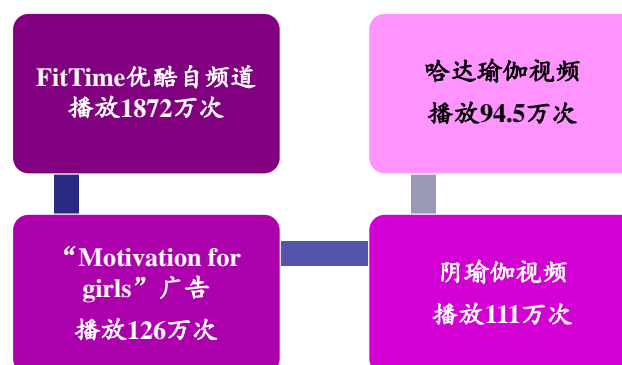 FitTime优酷自频道
播放1872万次
“Motivation for
girls”广告
播放126万次
阴瑜伽视频
播放111万次
哈达瑜伽视频
播放94.5万次